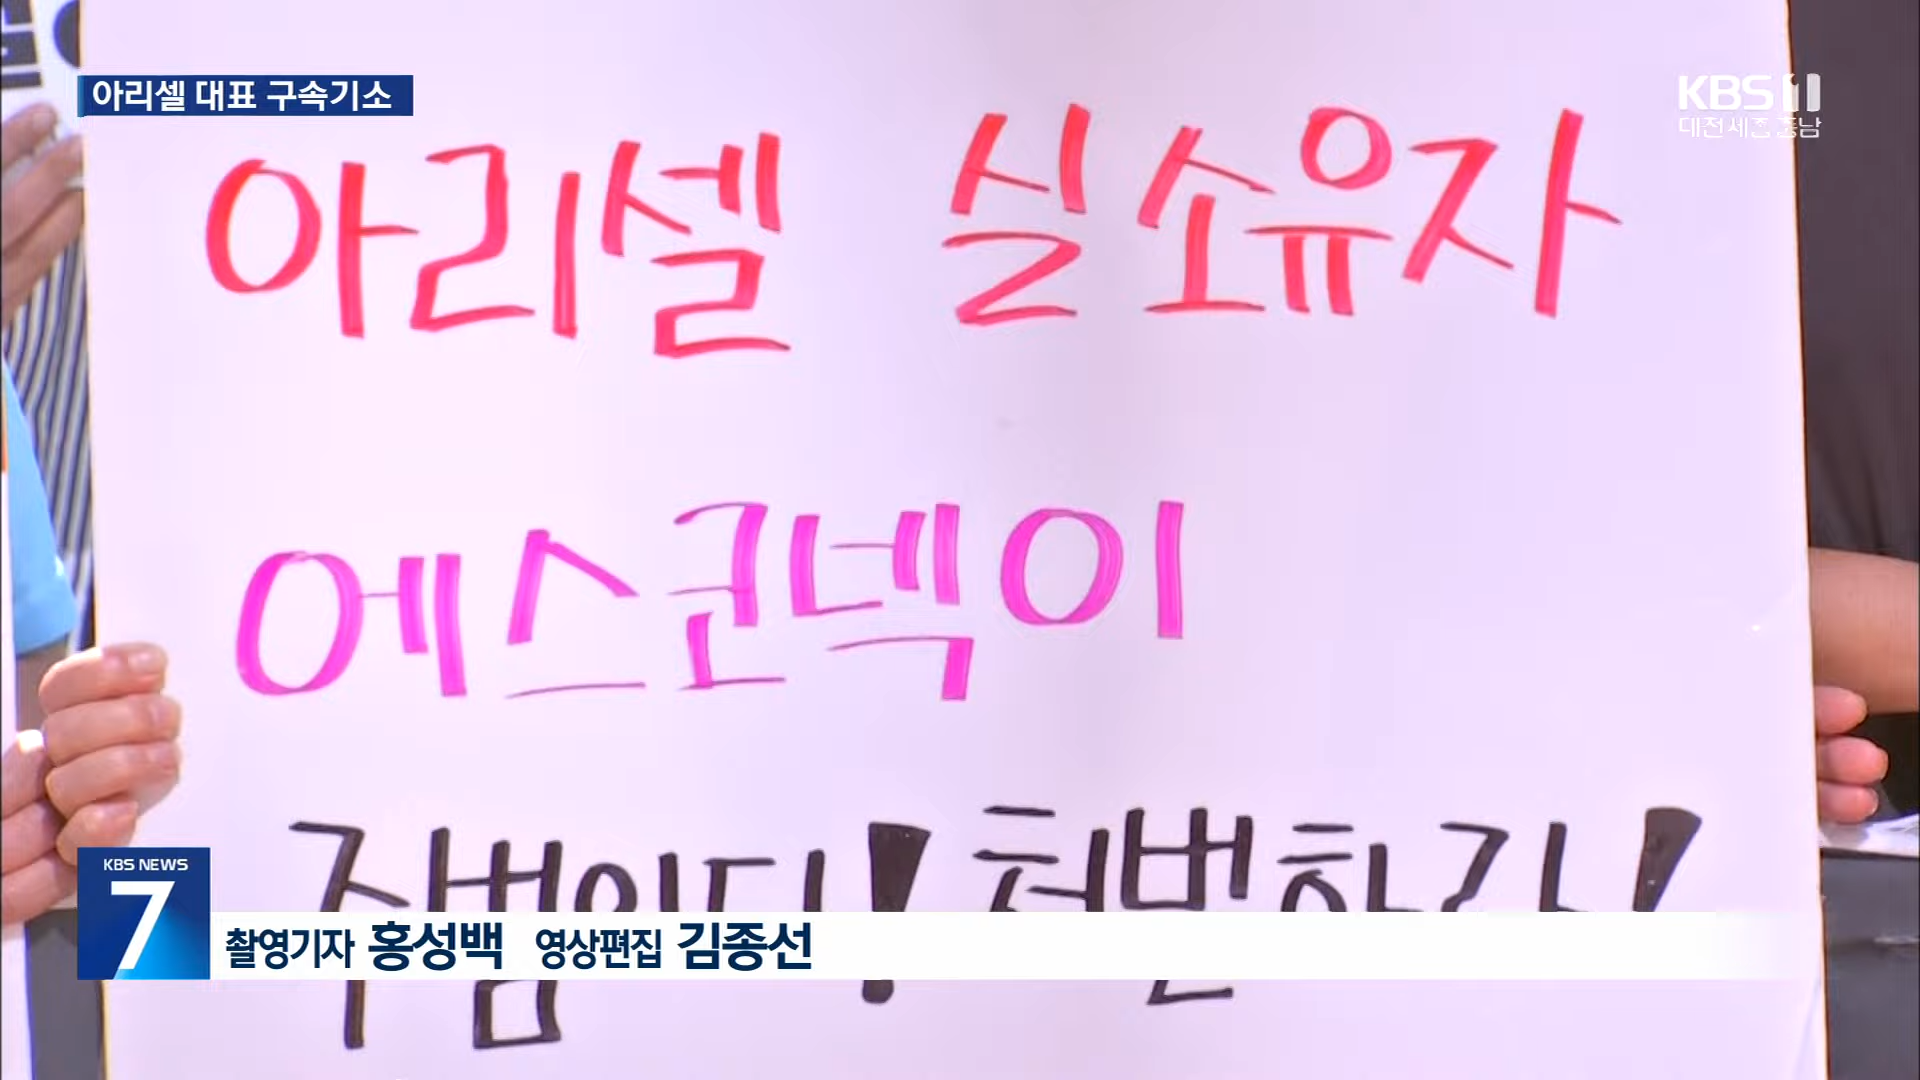 아리셀 대표 구속기소
KBS 1
대전 세종 충남
아리셀 실소유자
에스코넥이
주범이다! 처벌하라!
KBS NEWS
7
촬영기자 홍성백 영상편집 김종선